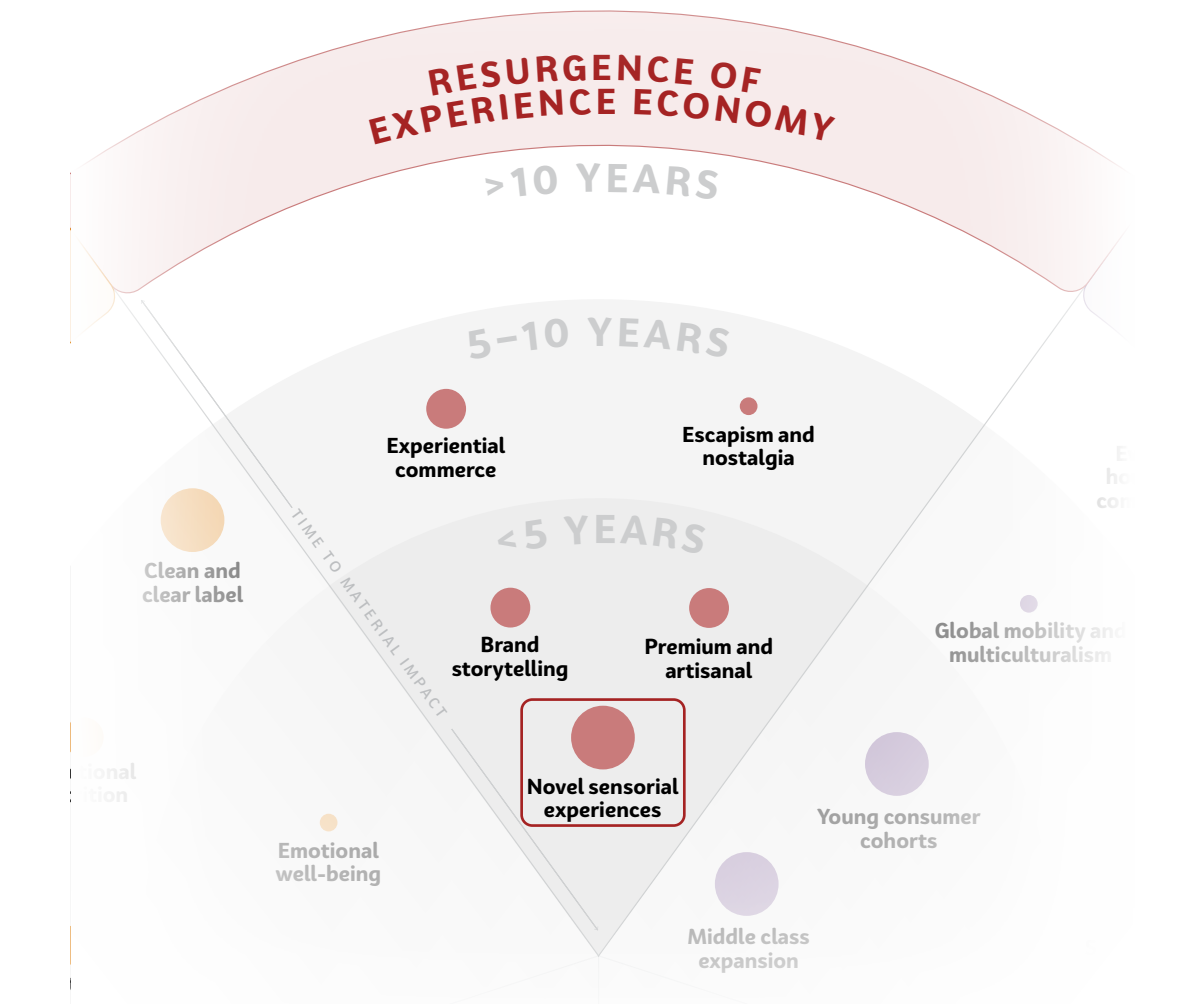 RESURGENCE OF
EXPERIENCE ECONOMY
>10 YEARS
5–10 YEARS
Experiential
commerce
Escapism and
nostalgia
<5 YEARS
Clean and
clear label
TIME TO MATERIAL IMPACT
Brand
storytelling
Premium and
artisanal
Global mobility and
multiculturalism
Novel sensorial
experiences
Young consumer
cohorts
Emotional
well-being
Middle class
expansion